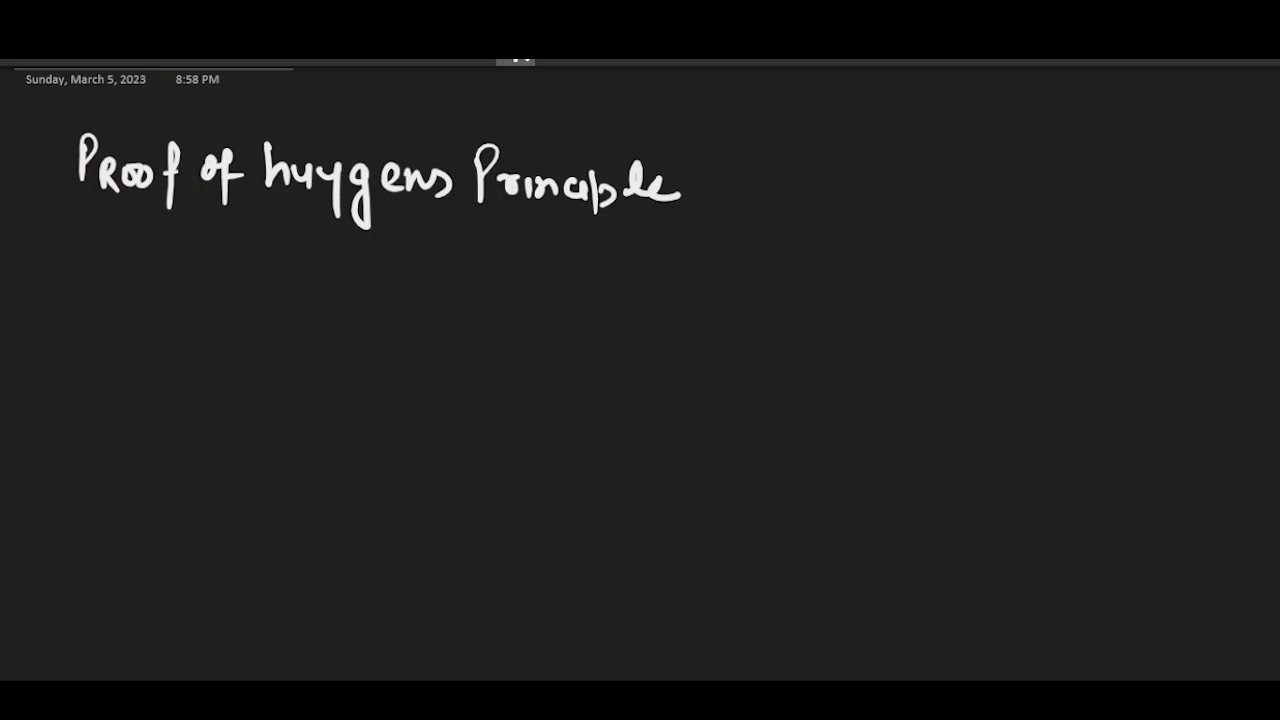 Sunday, March 5, 2023 8:58 PM
Proof of huygens Principle